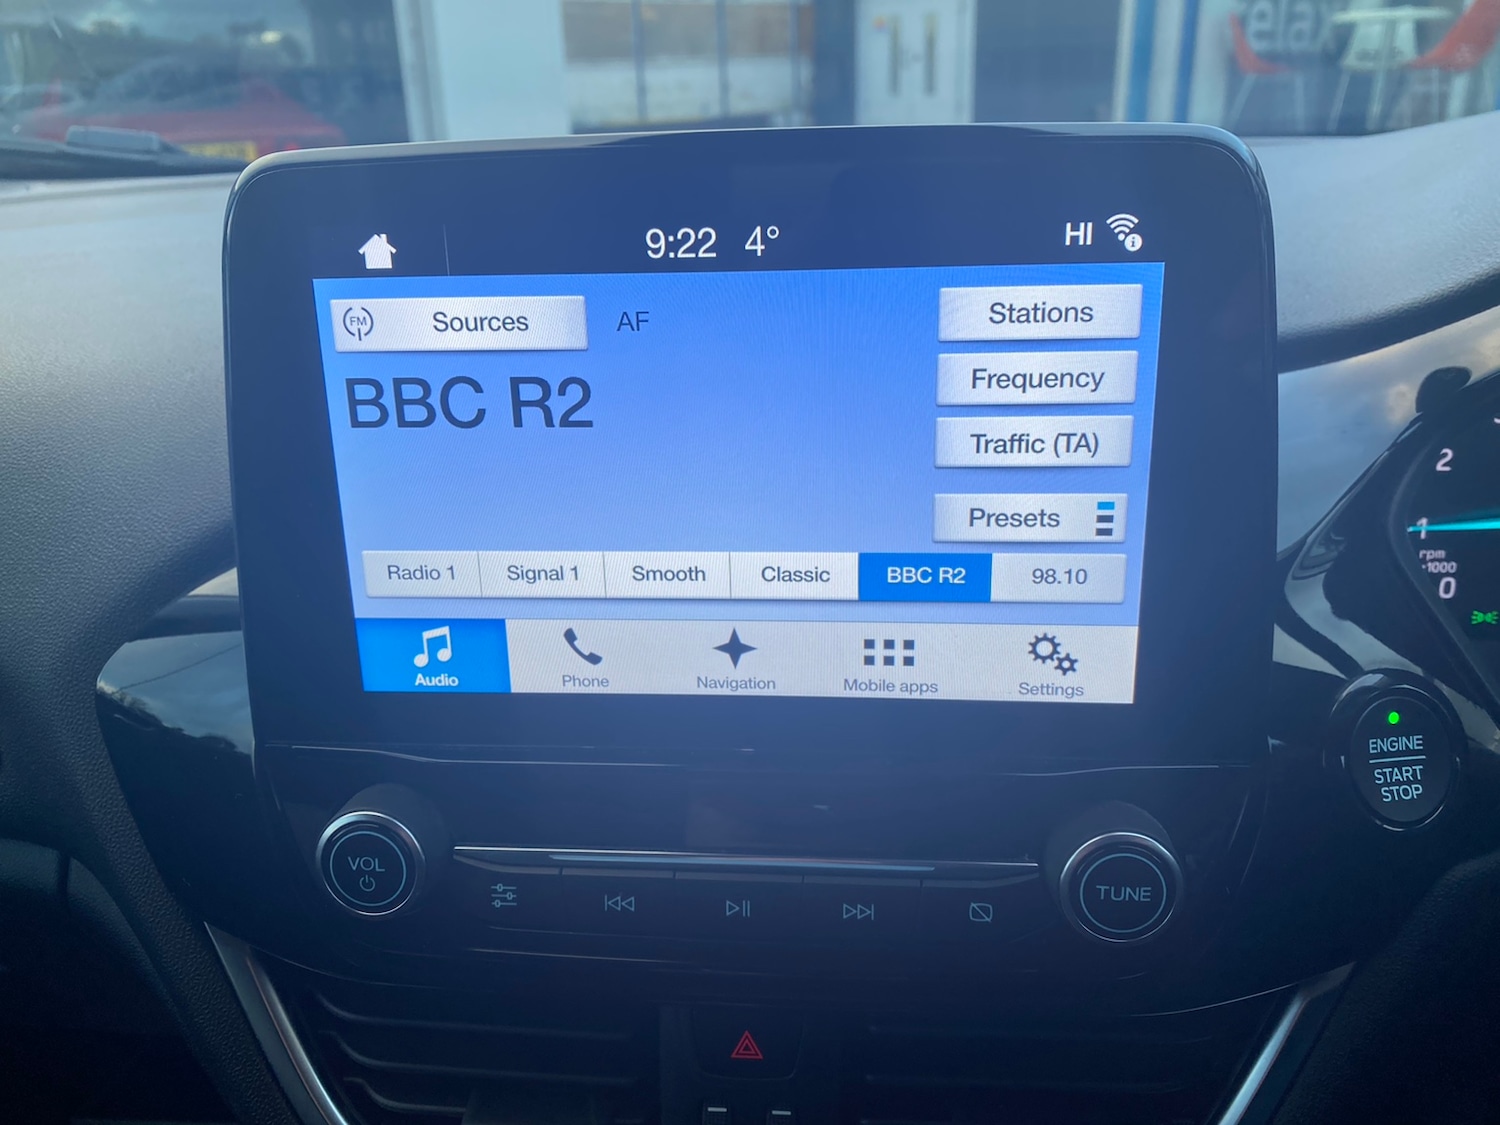 relax
9:22 4°
HI
FM Sources
AF
Stations
BBC R2
Frequency
Traffic (TA)
Presets
Radio 1
Signal 1
Smooth
Classic
BBC R2
98.10
Audio
Phone
Navigation
Mobile apps
Settings
2
1
rpm
x1000
0
ENGINE
START
STOP
VOL
TUNE